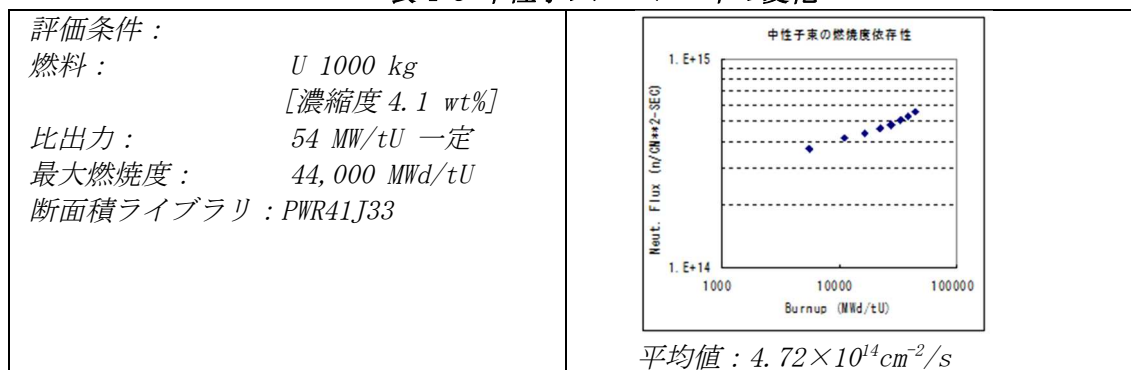 評価条件：
燃料：　U 1000 kg
[濃縮度 4.1 wt%]
比出力：　54 MW/tU 一定
最大燃焼度：　44,000 MWd/tU
断面積ライブラリ：PWR41J33
中性子束の燃焼度依存性
1.E+15
Neut. Flux (n/CM**2-SEC)
1.E+14
1000 10000 100000
Burnup (MWd/tU)
平均値：4.72×10¹⁴cm⁻²/s